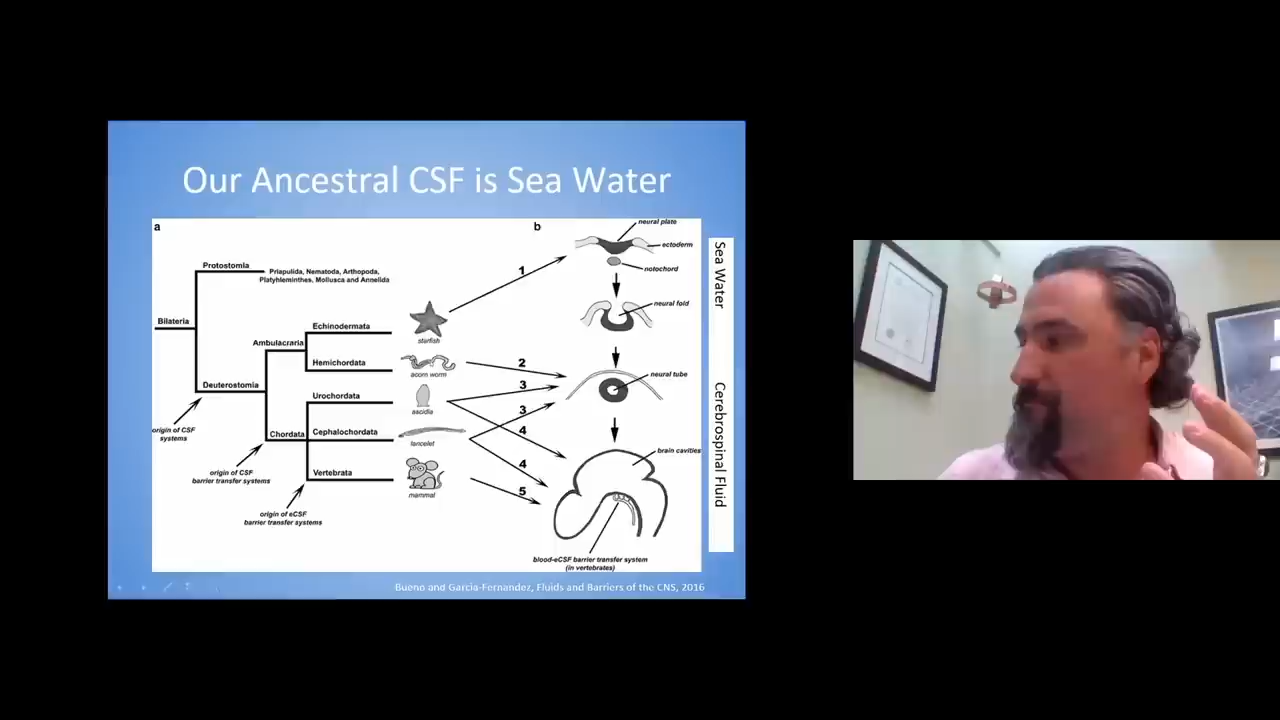 Our Ancestral CSF is Sea Water
a
Protostomia
Priapulida, Nematoda, Arthopoda,
Platyhleminthes, Mollusca and Annelida
Bilateria
Echinodermata
starfish
Ambulacraria
Hemichordata
acorn worm
Deuterostomia
Urochordata
ascidia
origin of CSF
systems
Chordata
Cephalochordata
lancelet
origin of CSF
barrier transfer systems
Vertebrata
mammal
origin of eCSF
barrier transfer systems
1
2
3
3
4
4
5
b
neural plate
ectoderm
notochord
neural fold
neural tube
brain cavities
blood-eCSF barrier transfer system
(in vertebrates)
Sea Water
Cerebrospinal Fluid
Bueno and Garcia-Fernandez, Fluids and Barriers of the CNS, 2016